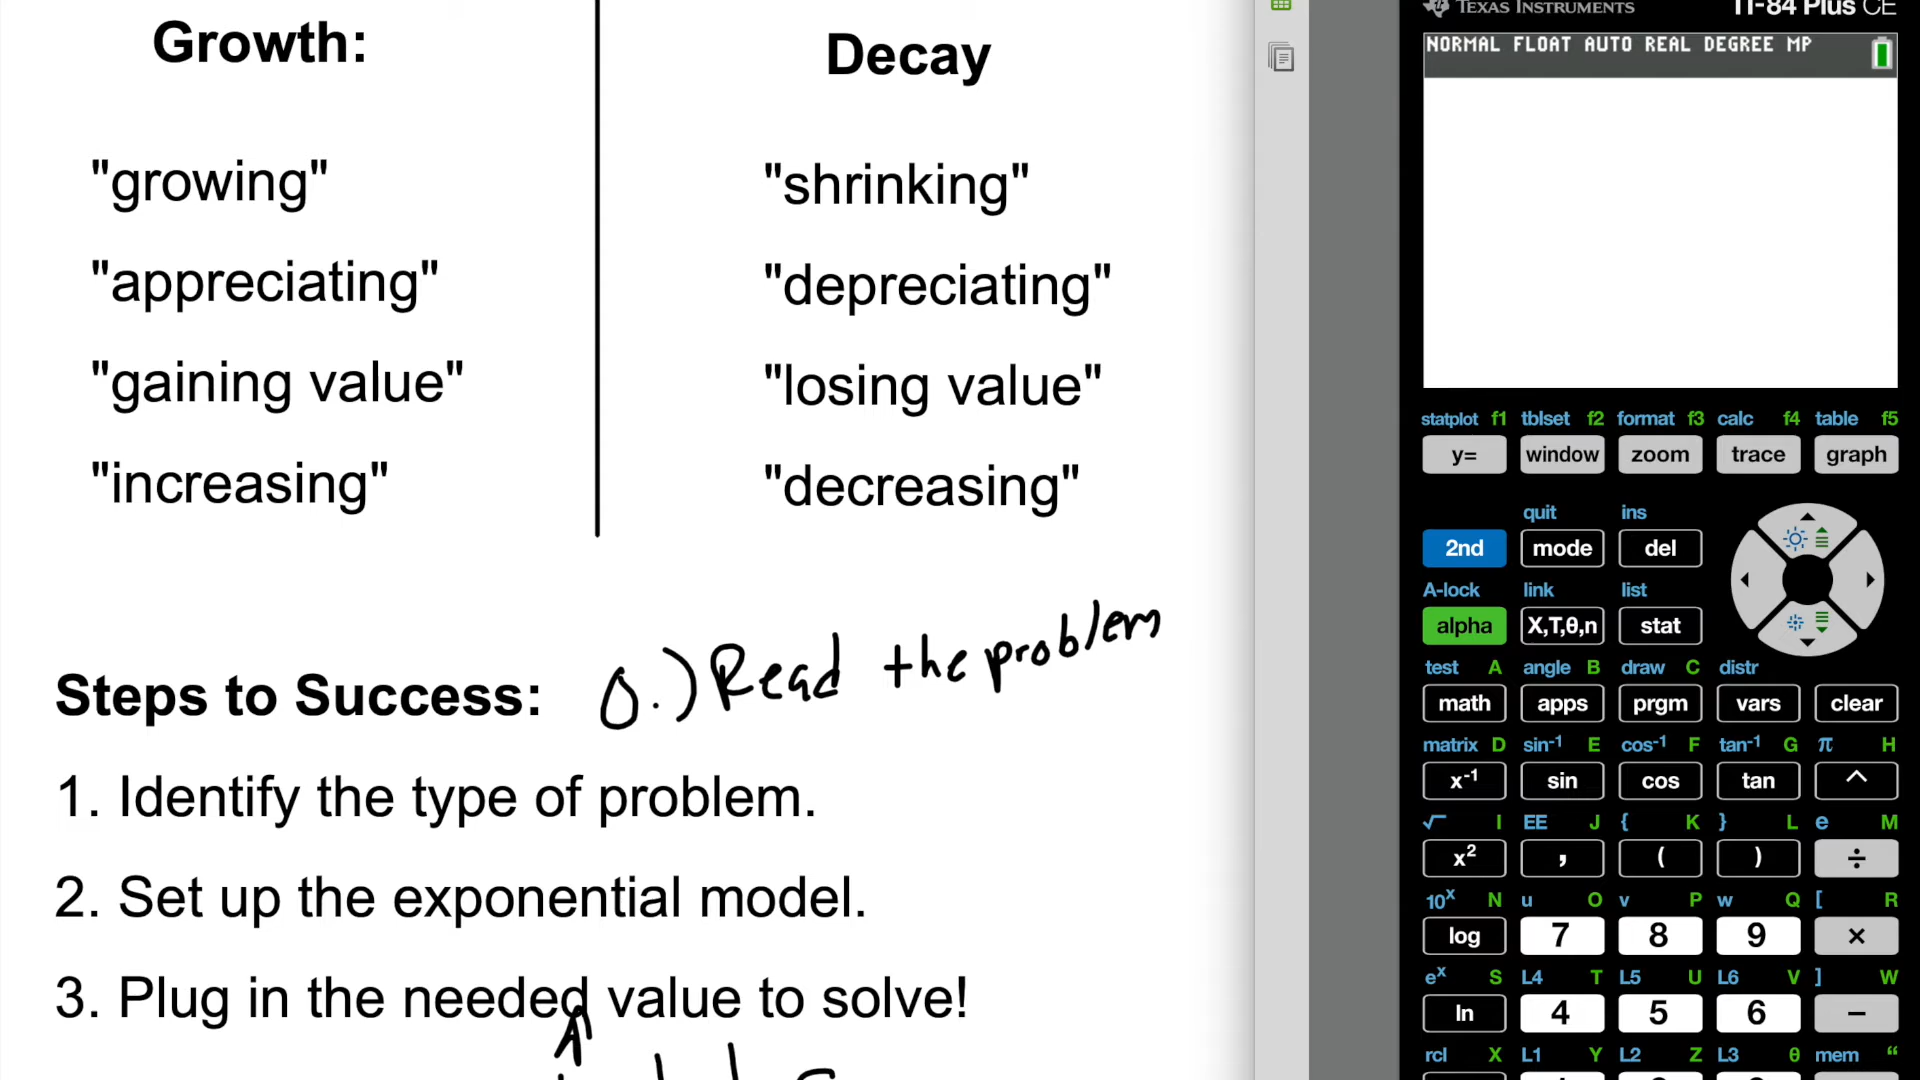 Growth:
Decay
"growing"
"shrinking"
"appreciating"
"depreciating"
"gaining value"
"losing value"
"increasing"
"decreasing"
0.) Read the problem
Steps to Success:
1. Identify the type of problem.
2. Set up the exponential model.
3. Plug in the needed value to solve!
TEXAS INSTRUMENTS TI-84 Plus CE
NORMAL FLOAT AUTO REAL DEGREE MP
statplot f1 tblset f2 format f3 calc f4 table f5
y= window zoom trace graph
quit ins
2nd mode del
A-lock link list
alpha X,T,θ,n stat
test A angle B draw C distr
math apps prgm vars clear
matrix D sin⁻¹ E cos⁻¹ F tan⁻¹ G π H
x⁻¹ sin cos tan ^
√ I EE J { K } L e M
x² , ( ) ÷
10ˣ N u O v P w Q [ R
log 7 8 9 ×
eˣ S L4 T L5 U L6 V ] W
ln 4 5 6 −
rcl X L1 Y L2 Z L3 θ mem “